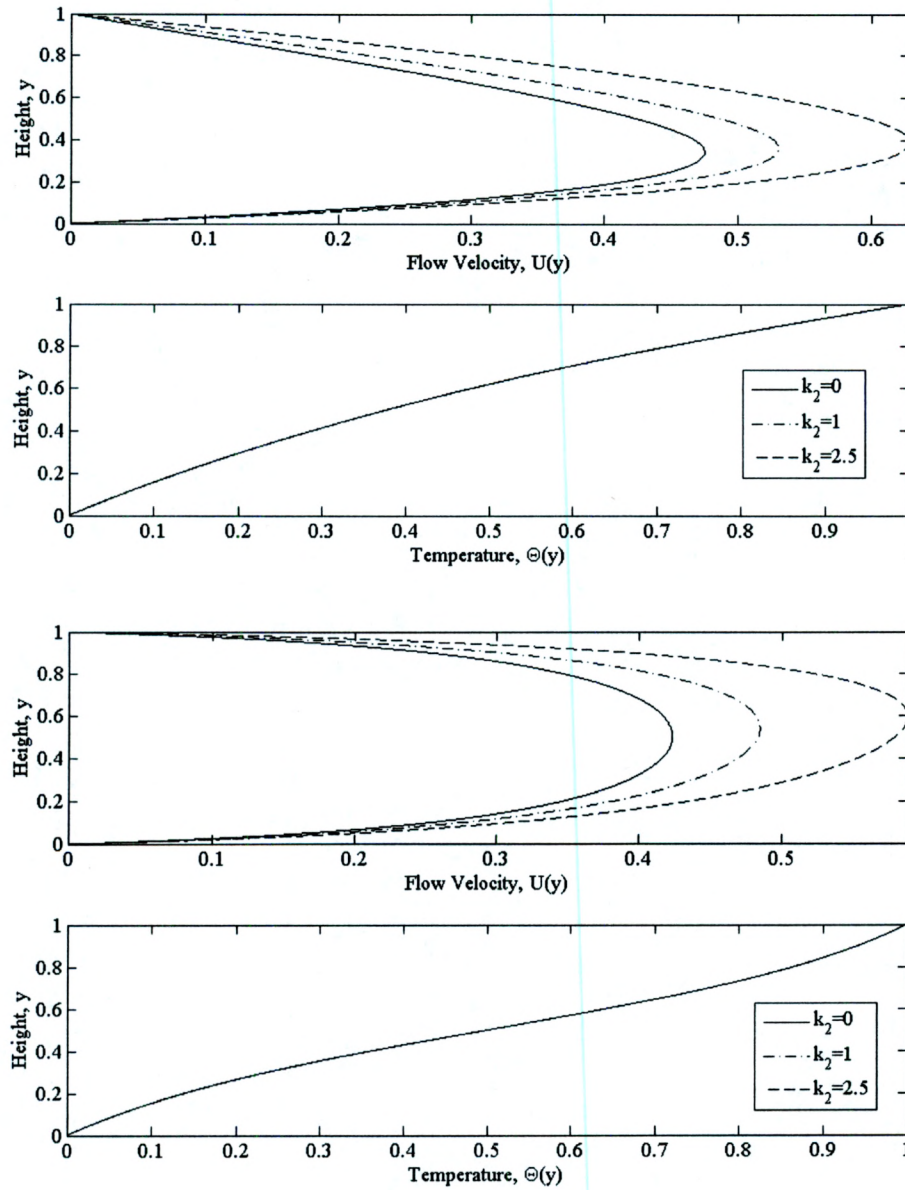 1
0.8
0.6
0.4
0.2
0
Height, y
0 0.1 0.2 0.3 0.4 0.5 0.6
Flow Velocity, U(y)
1
0.8
0.6
0.4
0.2
0
Height, y
k_2=0
k_2=1
k_2=2.5
0 0.1 0.2 0.3 0.4 0.5 0.6 0.7 0.8 0.9
Temperature, Θ(y)
1
0.8
0.6
0.4
0.2
0
Height, y
0 0.1 0.2 0.3 0.4 0.5
Flow Velocity, U(y)
1
0.8
0.6
0.4
0.2
0
Height, y
k_2=0
k_2=1
k_2=2.5
0 0.1 0.2 0.3 0.4 0.5 0.6 0.7 0.8 0.9 1
Temperature, Θ(y)